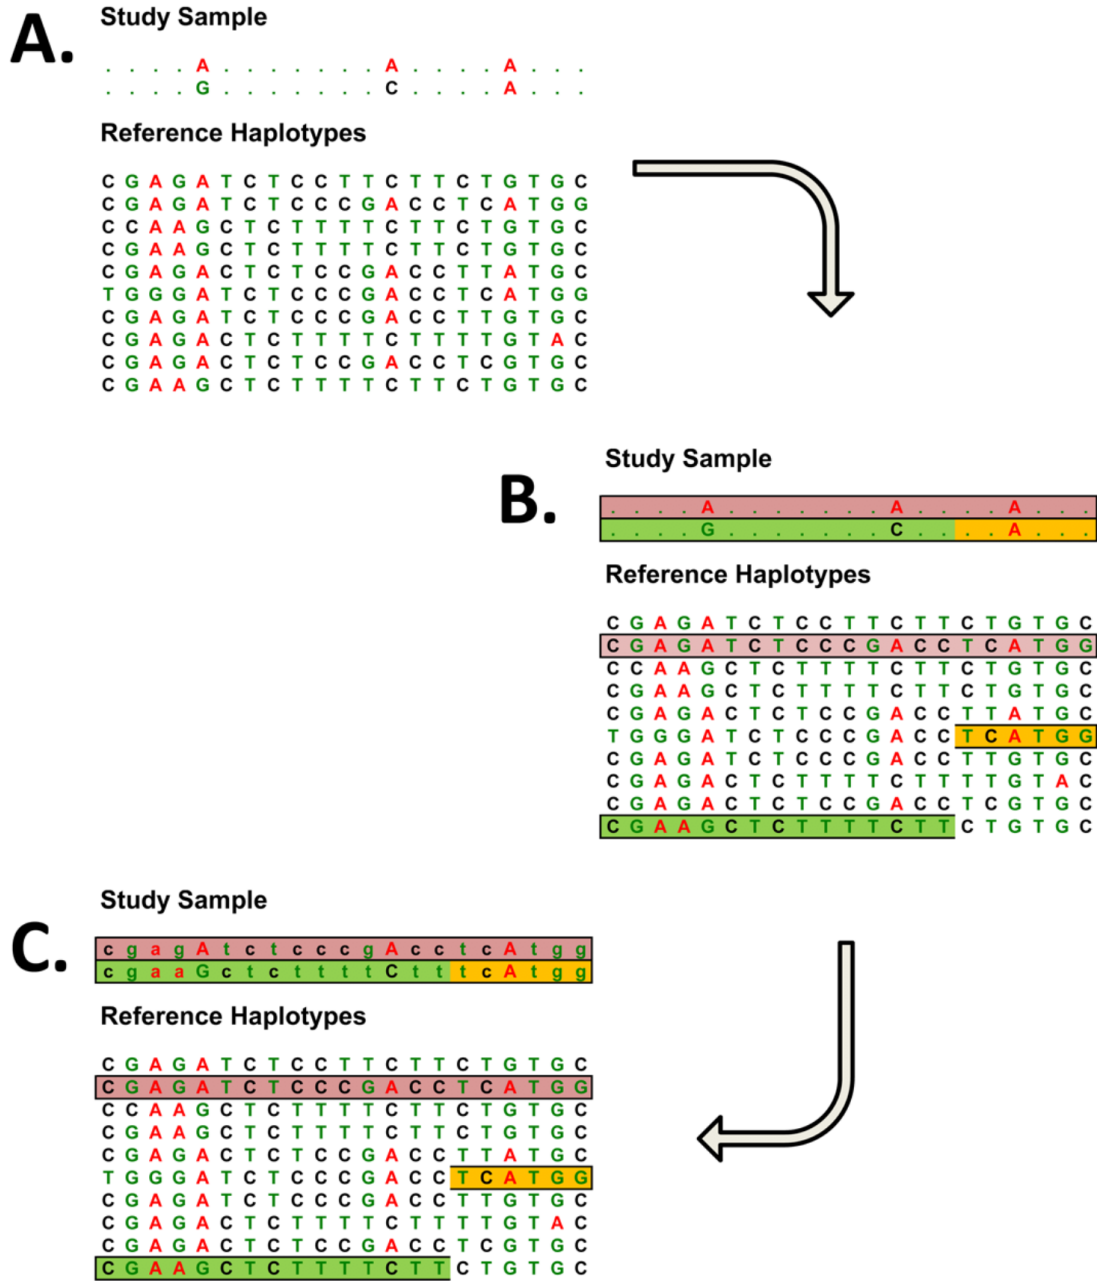 A.
Study Sample
. . . . A . . . . . . . A . . . . A . . .
. . . . G . . . . . . . C . . . . A . . .
Reference Haplotypes
C G A G A T C T C C T T C T T C T G T G C
C G A G A T C T C C C G A C C T C A T G G
C C A A G C T C T T T T C T T C T G T G C
C G A A G C T C T T T T C T T C T G T G C
C G A G A C T C T C C G A C C T T A T G C
T G G G A T C T C C C G A C C T C A T G G
C G A G A T C T C C C G A C C T T G T G C
C G A G A C T C T T T T C T T T T G T A C
C G A G A C T C T C C G A C C T C G T G C
C G A A G C T C T T T T C T T C T G T G C
B.
Study Sample
. . . . A . . . . . . . A . . . . A . . .
. . . . G . . . . . . . C . . . . A . . .
Reference Haplotypes
C G A G A T C T C C T T C T T C T G T G C
C G A G A T C T C C C G A C C T C A T G G
C C A A G C T C T T T T C T T C T G T G C
C G A A G C T C T T T T C T T C T G T G C
C G A G A C T C T C C G A C C T T A T G C
T G G G A T C T C C C G A C C T C A T G G
C G A G A T C T C C C G A C C T T G T G C
C G A G A C T C T T T T C T T T T G T A C
C G A G A C T C T C C G A C C T C G T G C
C G A A G C T C T T T T C T T C T G T G C
C.
Study Sample
c g a g A t c t c c c g A c c t c A t g g
c g a a G c t c t t t t C t t t c A t g g
Reference Haplotypes
C G A G A T C T C C T T C T T C T G T G C
C G A G A T C T C C C G A C C T C A T G G
C C A A G C T C T T T T C T T C T G T G C
C G A A G C T C T T T T C T T C T G T G C
C G A G A C T C T C C G A C C T T A T G C
T G G G A T C T C C C G A C C T C A T G G
C G A G A T C T C C C G A C C T T G T G C
C G A G A C T C T T T T C T T T T G T A C
C G A G A C T C T C C G A C C T C G T G C
C G A A G C T C T T T T C T T C T G T G C